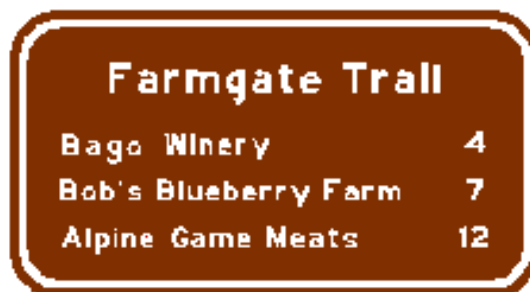 Farmgate Trail
Bago Winery 4
Bob's Blueberry Farm 7
Alpine Game Meats 12